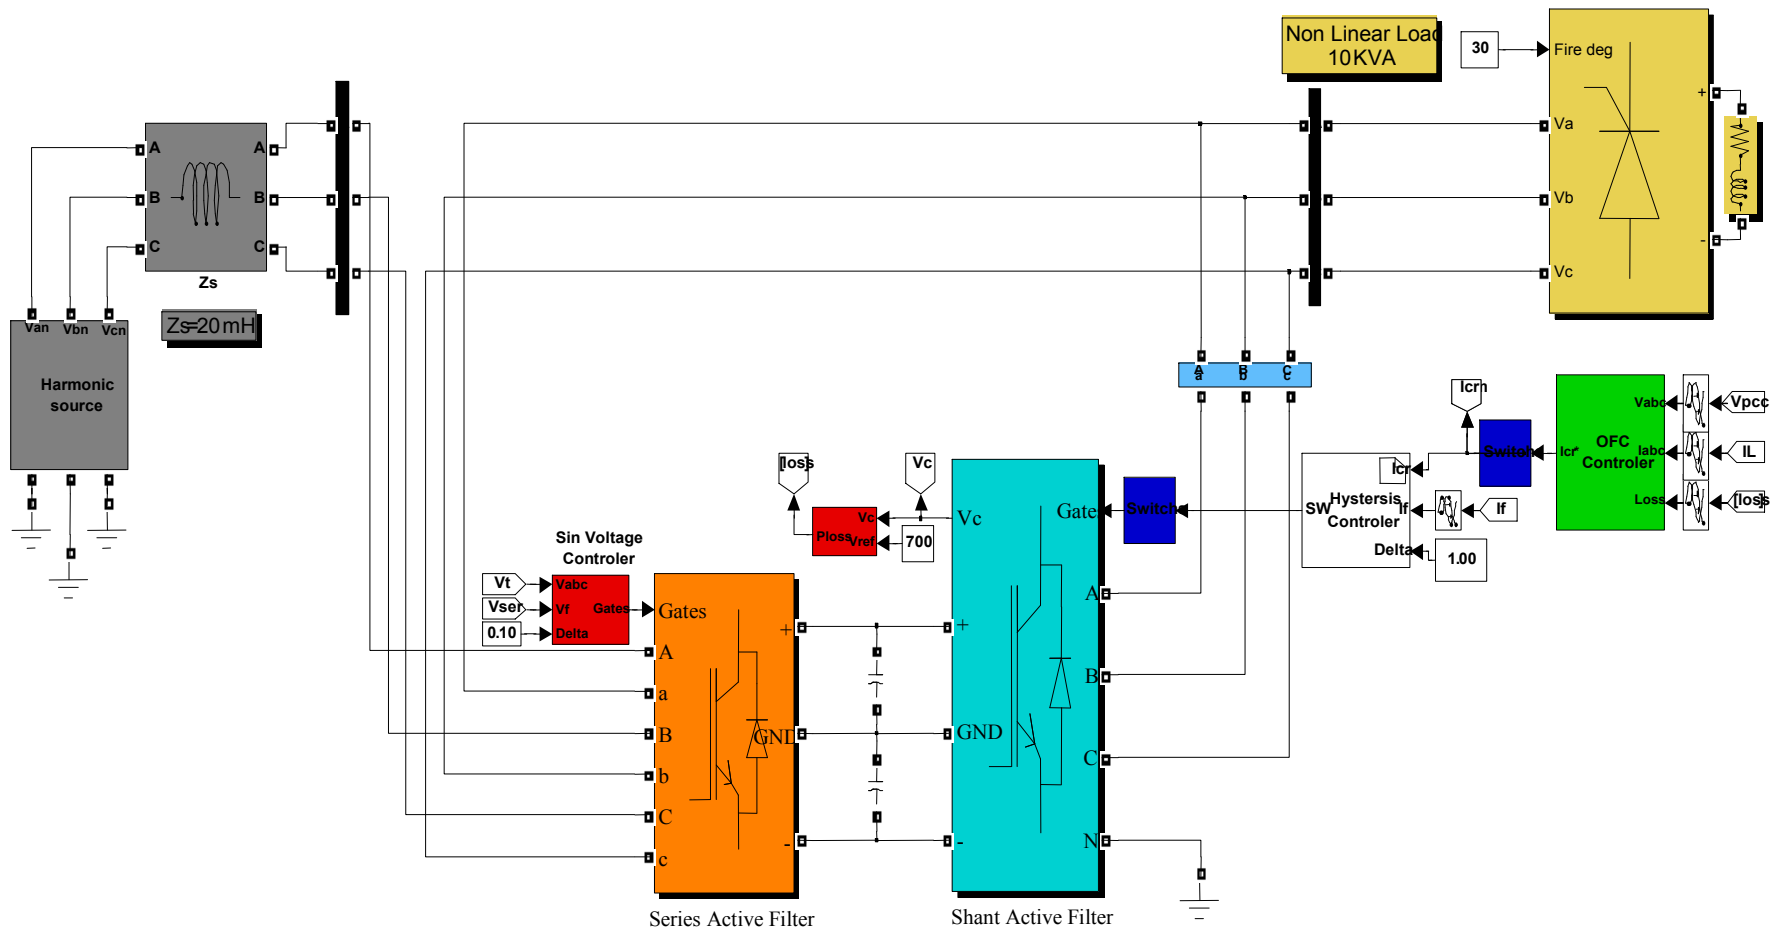 Non Linear Load
10KVA
30
Fire deg
+
-
Va
Vb
Vc
A
B
C
A
B
C
Zs
Zs=20mH
Van
Vbn
Vcn
Harmonic
source
A
B
C
a
b
c
Icrn
Vabc
Iabc
Loss
Icr*
OFC
Controler
Vpcc
IL
[loss]
Switch
Icr
If
Delta
SW
Hystersis
Controler
If
1.00
Switch
[loss]
Vc
Vc
Vref
Ploss
700
Vc
Gate
A
B
C
N
+
GND
-
Shant Active Filter
Sin Voltage
Controler
Vt
Vser
0.10
Vabc
Vf
Delta
Gates
Gates
A
a
B
b
C
c
+
GND
-
Series Active Filter